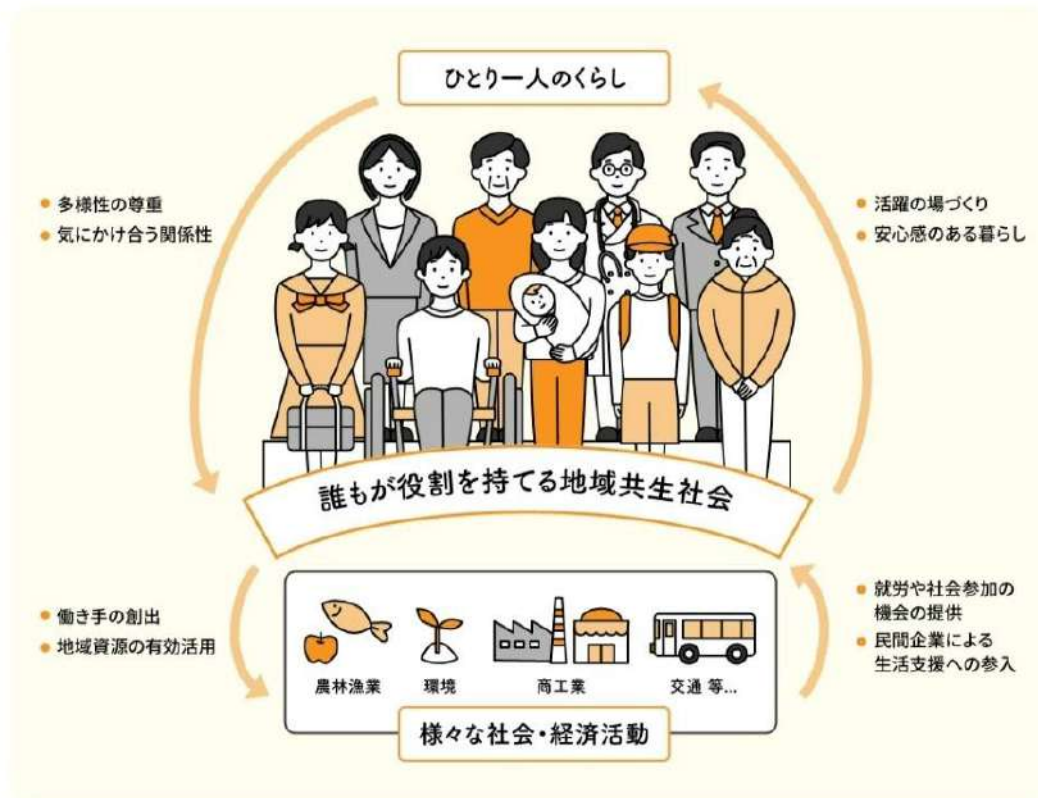 ひとり一人のくらし
多様性の尊重
気にかけ合う関係性
活躍の場づくり
安心感のある暮らし
誰もが役割を持てる地域共生社会
働き手の創出
地域資源の有効活用
就労や社会参加の
機会の提供
民間企業による
生活支援への参入
農林漁業
環境
商工業
交通 等...
様々な社会・経済活動